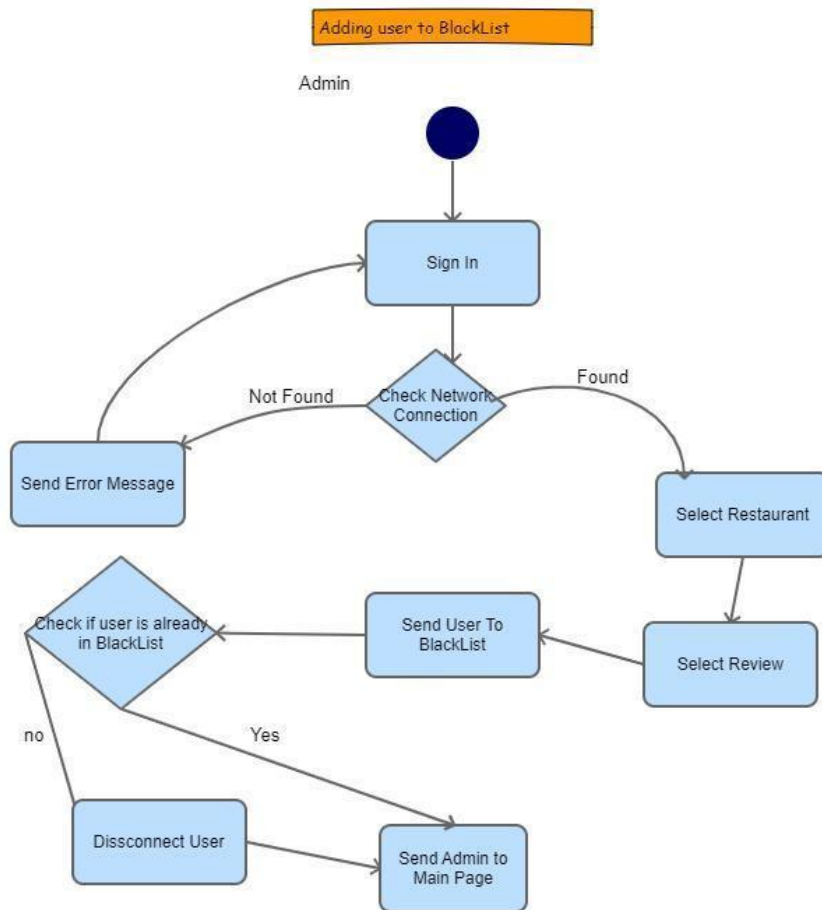 Adding user to BlackList
Admin
Sign In
Check Network
Connection
Found
Not Found
Send Error Message
Select Restaurant
Check if user is already
in BlackList
Send User To
BlackList
Select Review
no
Yes
Dissconnect User
Send Admin to
Main Page